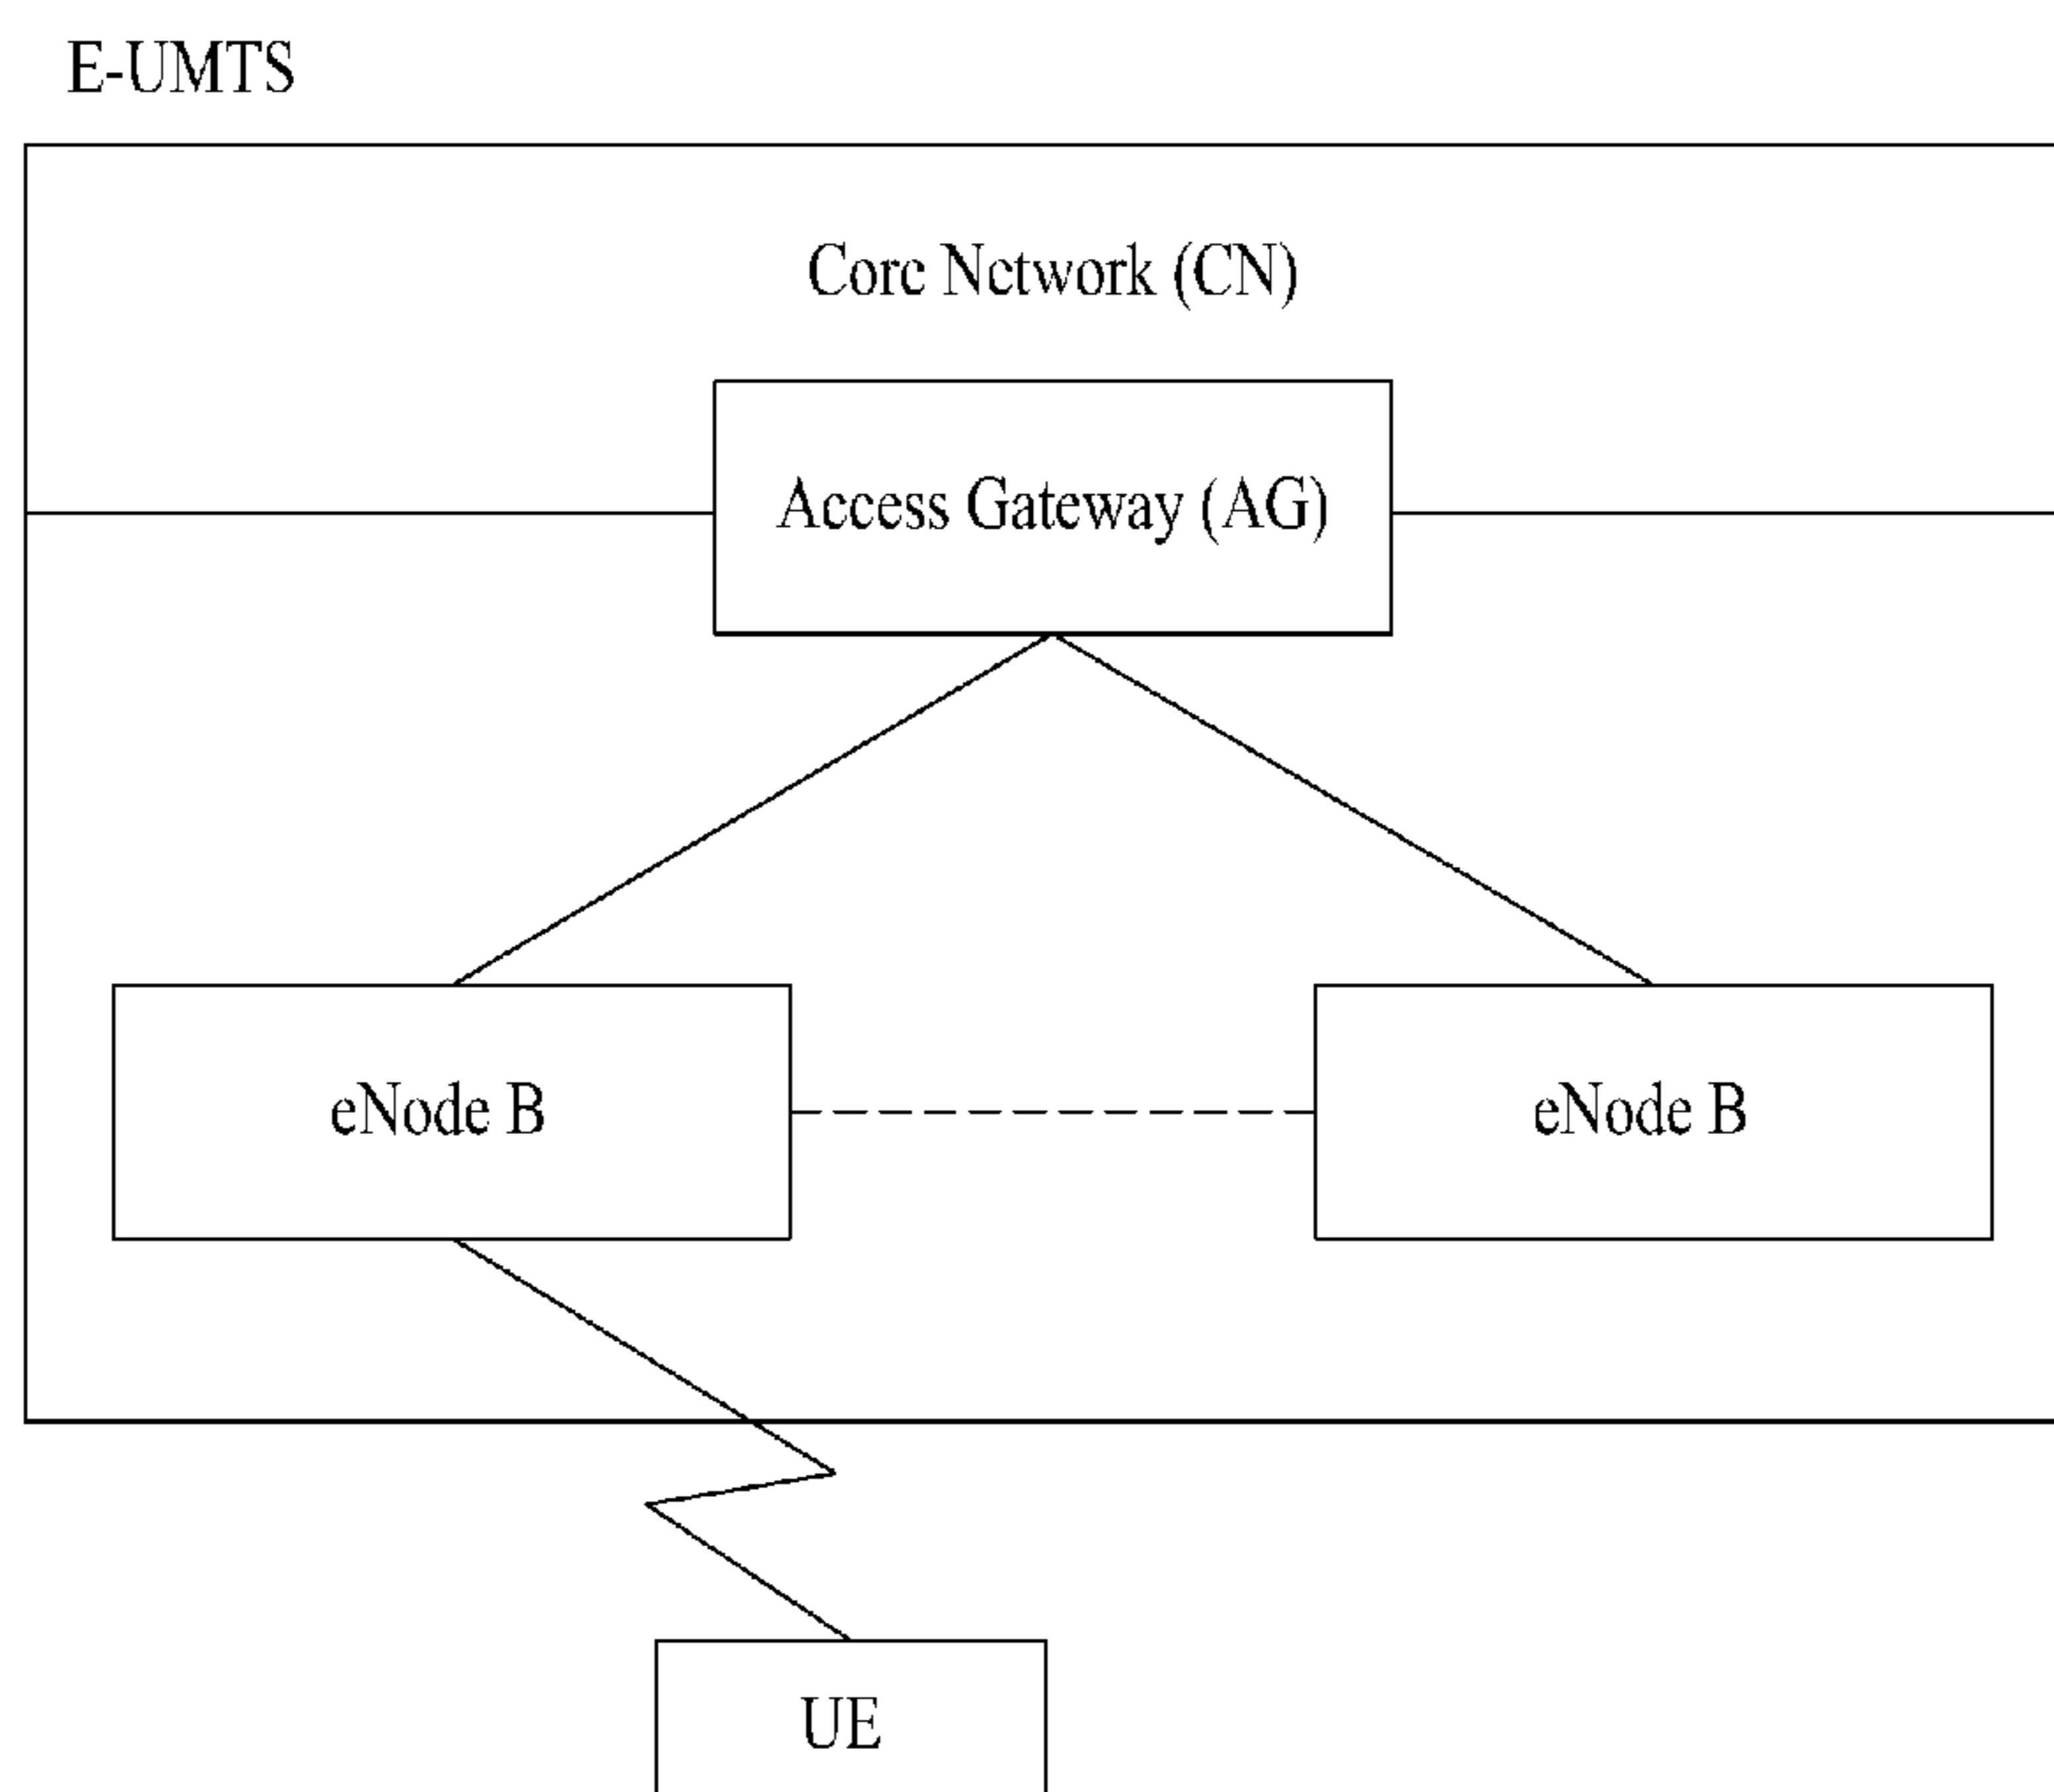 E-UMTS
Core Network (CN)
Access Gateway (AG)
eNode B
eNode B
UE